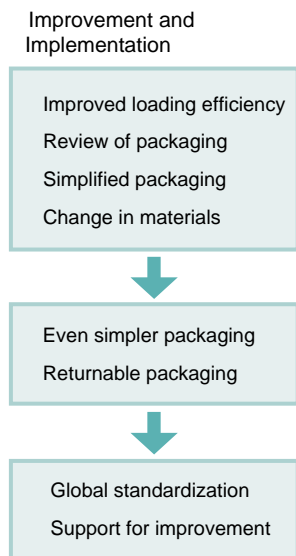 Improvement and
Implementation
Improved loading efficiency
Review of packaging
Simplified packaging
Change in materials
Even simpler packaging
Returnable packaging
Global standardization
Support for improvement